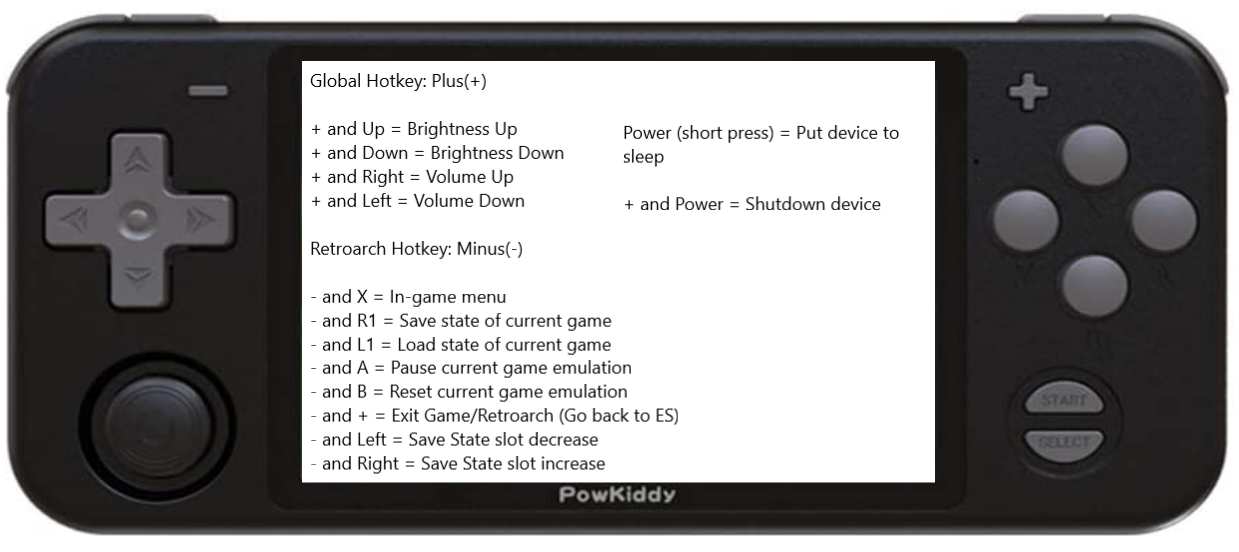 Global Hotkey: Plus(+)
+ and Up = Brightness Up
+ and Down = Brightness Down
+ and Right = Volume Up
+ and Left = Volume Down
Power (short press) = Put device to
sleep
+ and Power = Shutdown device
Retroarch Hotkey: Minus(-)
- and X = In-game menu
- and R1 = Save state of current game
- and L1 = Load state of current game
- and A = Pause current game emulation
- and B = Reset current game emulation
- and + = Exit Game/Retroarch (Go back to ES)
- and Left = Save State slot decrease
- and Right = Save State slot increase
START
SELECT
PowKiddy